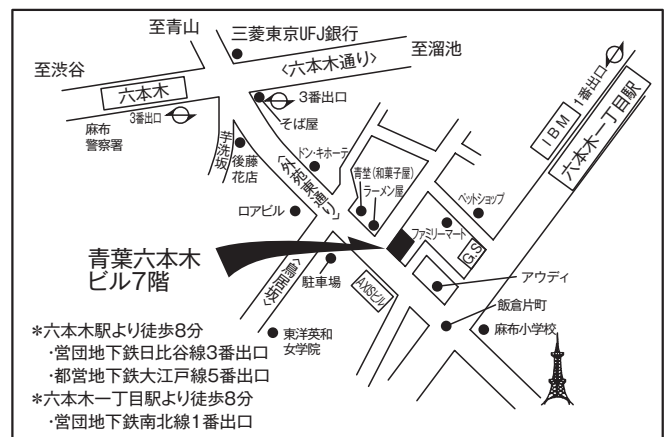 至青山
三菱東京UFJ銀行
〈六本木通り〉
至溜池
至渋谷
六本木
3番出口
麻布
警察署
3番出口
そば屋
芋洗坂
後藤
花店
ドン・キホーテ
〈外苑東通り〉
青埜(和菓子屋)
ラーメン屋
ペットショップ
ロアビル
ファミリーマート
G.S
IBM
1番出口
六本木一丁目駅
青葉六本木
ビル7階
〈鳥居坂〉
駐車場
AXISビル
アウディ
飯倉片町
麻布小学校
東洋英和
女学院
*六本木駅より徒歩8分
・営団地下鉄日比谷線3番出口
・都営地下鉄大江戸線5番出口
*六本木一丁目駅より徒歩8分
・営団地下鉄南北線1番出口